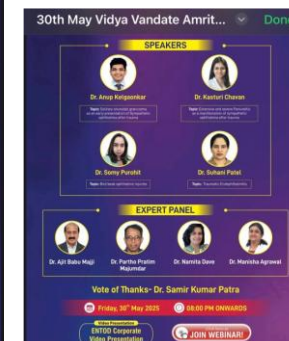 30th May Vidya Vandate Amrit...
Done
SPEAKERS
Dr. Anup Kelgaonkar
Dr. Kasturi Chavan
Dr. Somy Purohit
Dr. Suhani Patel
EXPERT PANEL
Dr. Ajit Babu Majji
Dr. Partha Pratim
Majumdar
Dr. Namita Dave
Dr. Manisha Agrawal
Vote of Thanks- Dr. Samir Kumar Patra
Friday, 30th May 2025
08:00 PM ONWARDS
Video Presentation
ENTOD Corporate
Video Presentation
JOIN WEBINAR!